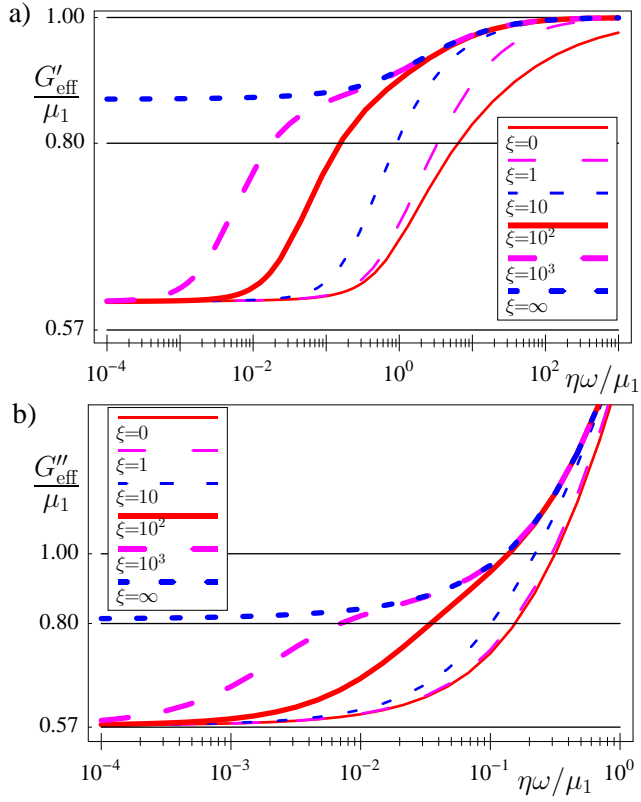 a)
1.00
G′eff
μ1
0.80
0.57
ξ=0
ξ=1
ξ=10
ξ=10²
ξ=10³
ξ=∞
10⁻⁴ 10⁻² 10⁰ 10²
ηω/μ1
b)
ξ=0
ξ=1
ξ=10
ξ=10²
ξ=10³
ξ=∞
G″eff
μ1
1.00
0.80
0.57
10⁻⁴ 10⁻³ 10⁻² 10⁻¹ 10⁰
ηω/μ1